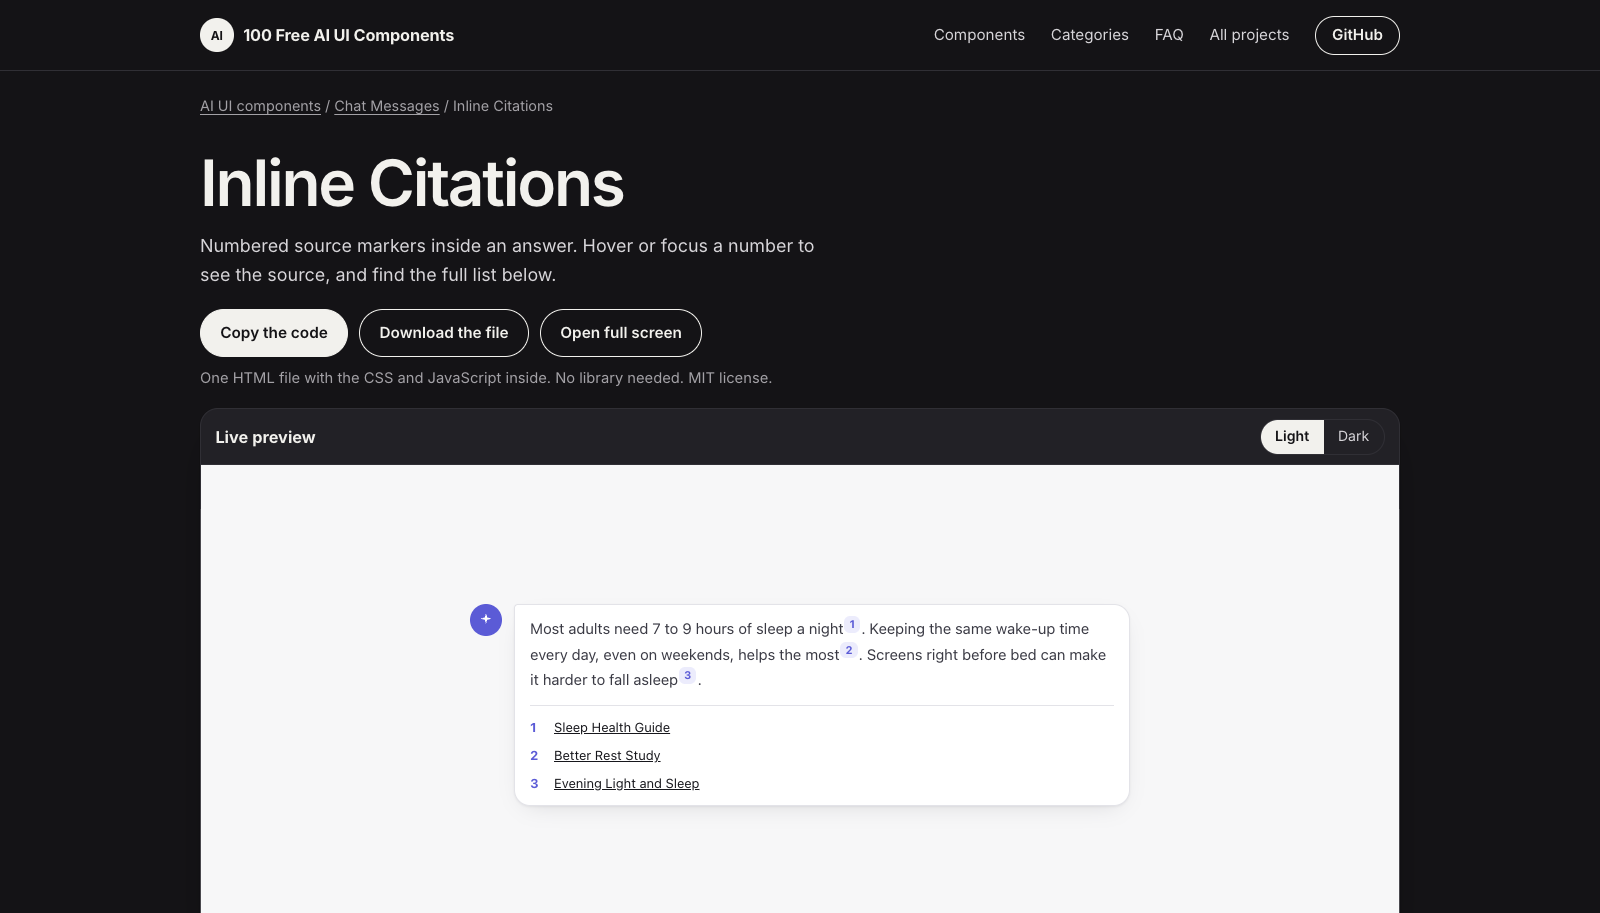 AI 100 Free AI UI Components
Components Categories FAQ All projects GitHub
AI UI components / Chat Messages / Inline Citations
Inline Citations
Numbered source markers inside an answer. Hover or focus a number to
see the source, and find the full list below.
Copy the code Download the file Open full screen
One HTML file with the CSS and JavaScript inside. No library needed. MIT license.
Live preview Light Dark
Most adults need 7 to 9 hours of sleep a night 1 . Keeping the same wake-up time
every day, even on weekends, helps the most 2 . Screens right before bed can make
it harder to fall asleep 3 .
1 Sleep Health Guide
2 Better Rest Study
3 Evening Light and Sleep